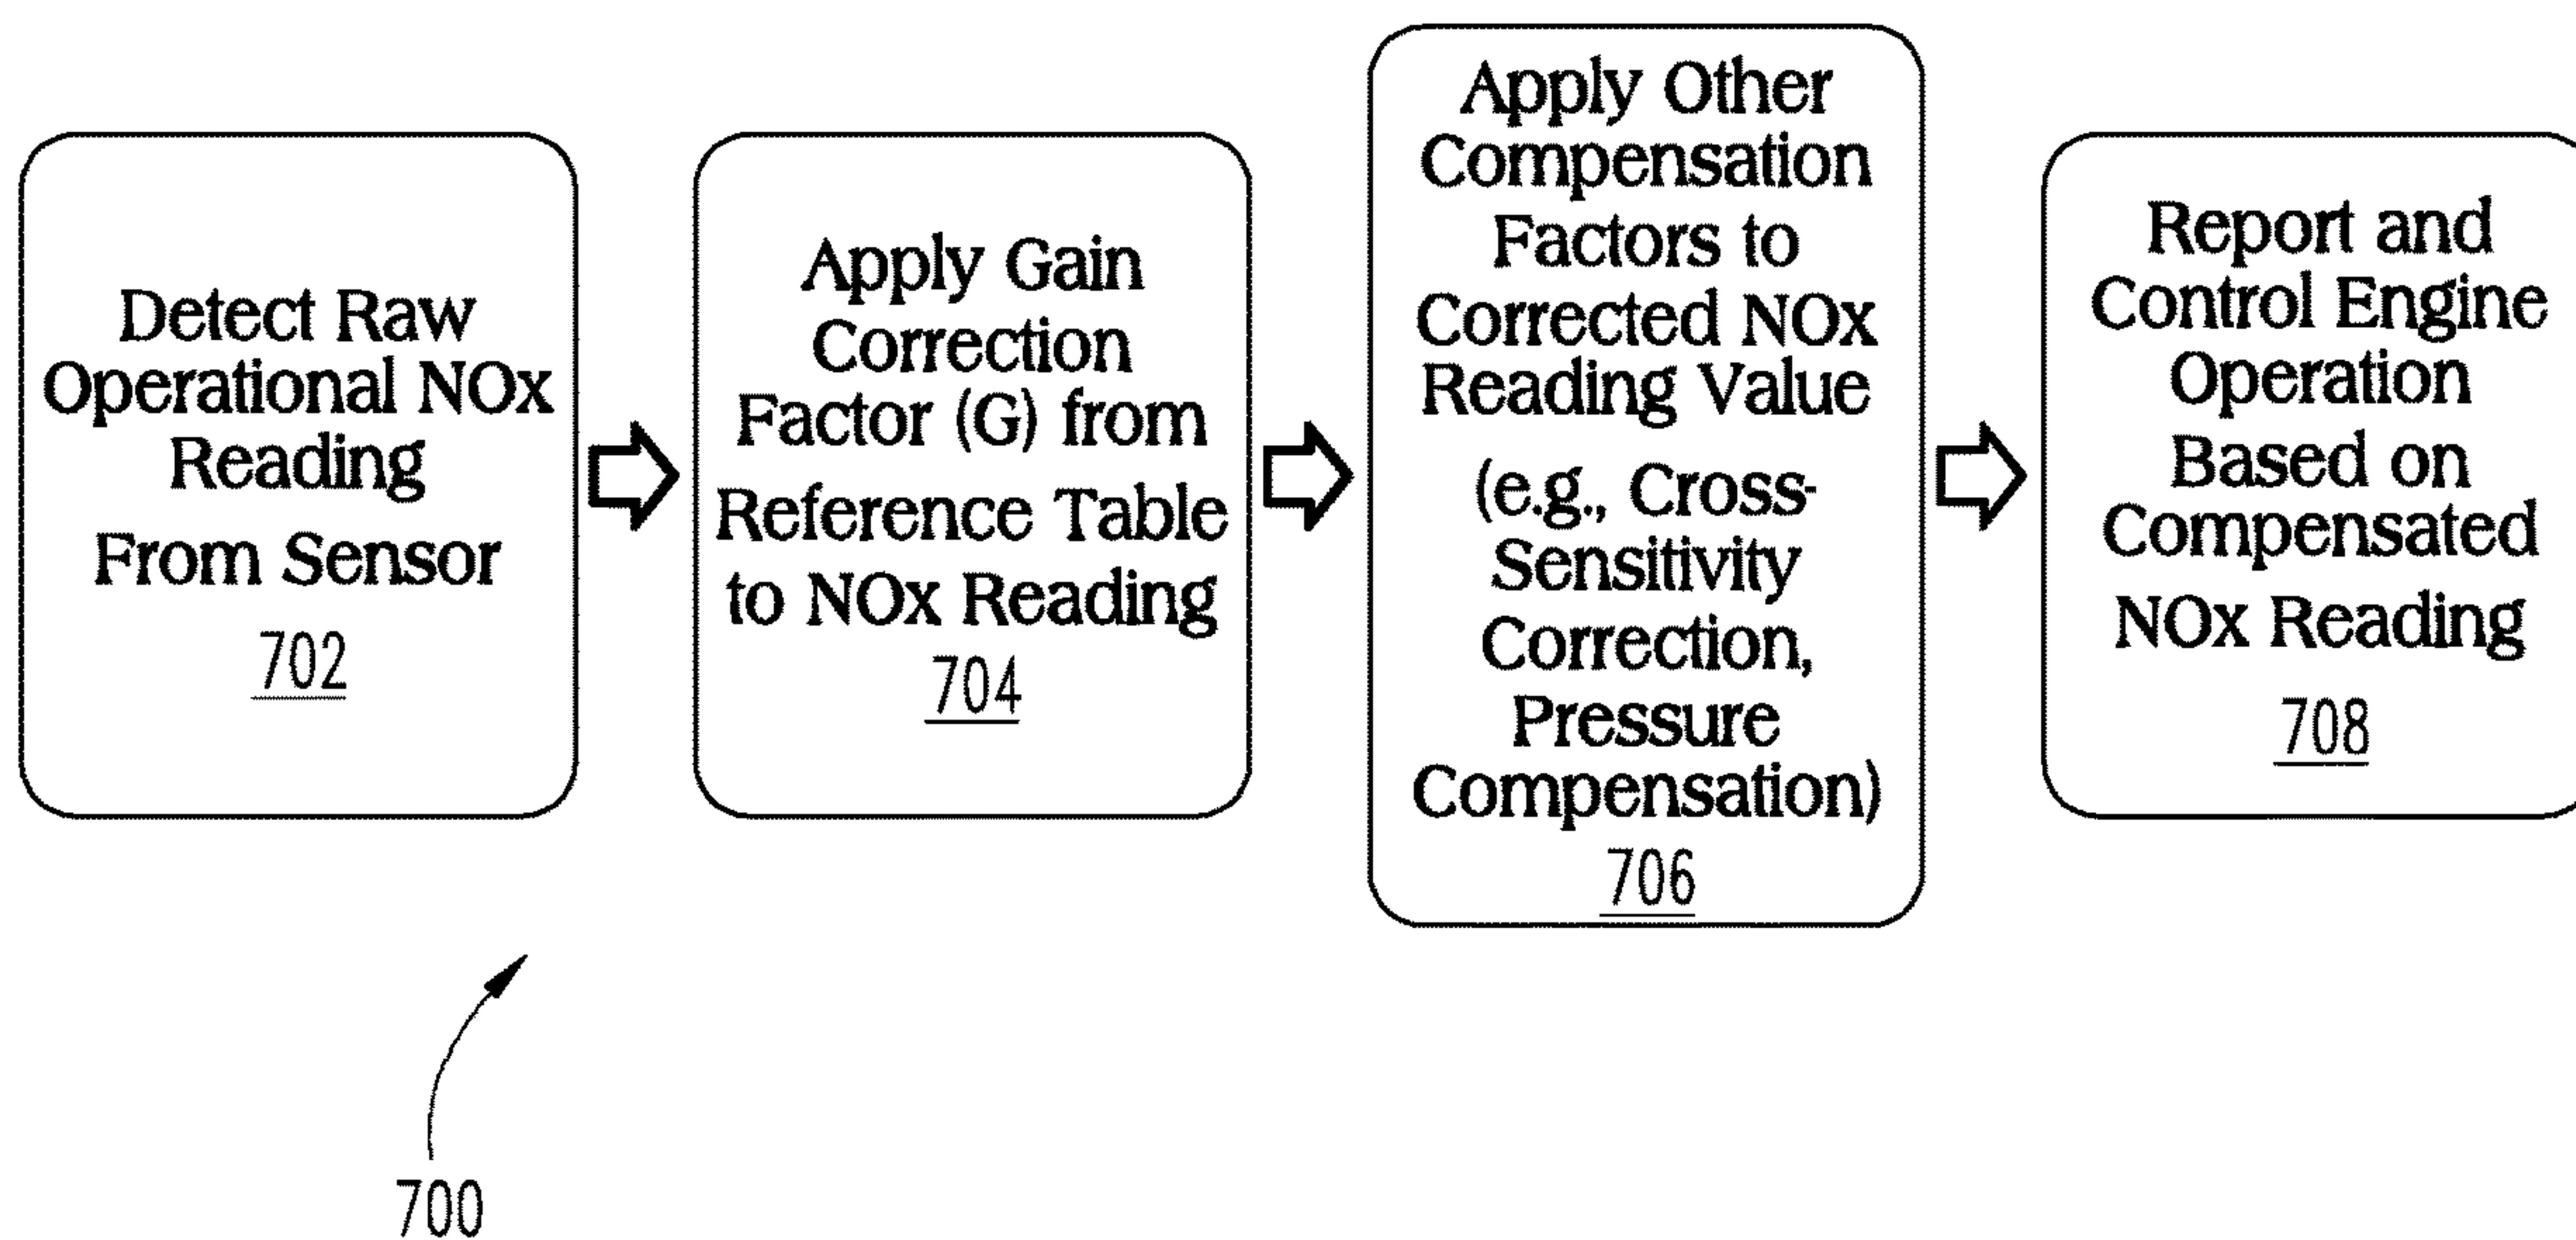 Detect Raw
Operational NOx
Reading
From Sensor
702
Apply Gain
Correction
Factor (G) from
Reference Table
to NOx Reading
704
Apply Other
Compensation
Factors to
Corrected NOx
Reading Value
(e.g., Cross-
Sensitivity
Correction,
Pressure
Compensation)
706
Report and
Control Engine
Operation
Based on
Compensated
NOx Reading
708
700